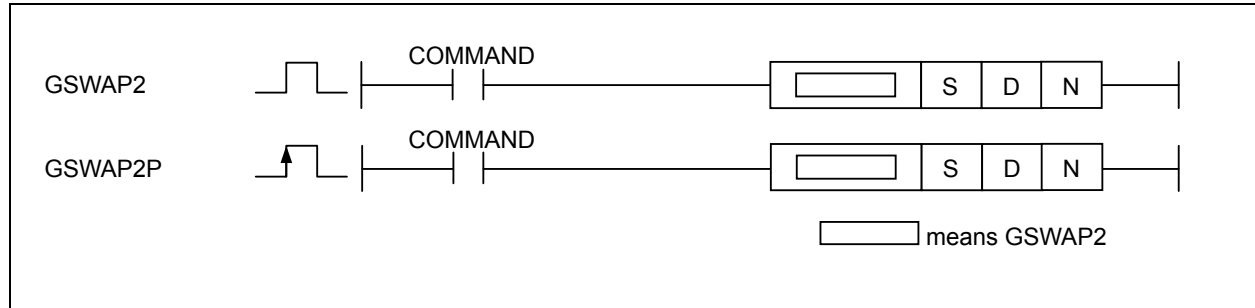 COMMAND
GSWAP2 S D N
COMMAND
GSWAP2P S D N
means GSWAP2